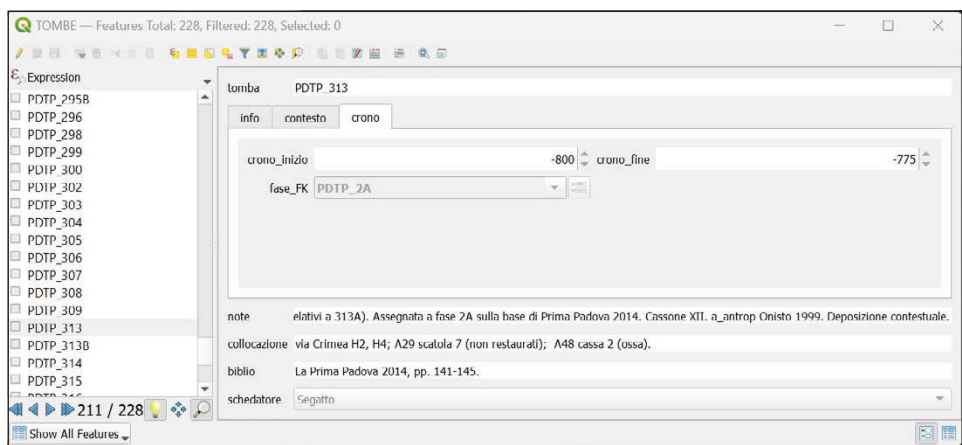 TOMBE — Features Total: 228, Filtered: 228, Selected: 0
Expression
PDTP_295B
PDTP_296
PDTP_298
PDTP_299
PDTP_300
PDTP_302
PDTP_303
PDTP_304
PDTP_305
PDTP_306
PDTP_307
PDTP_308
PDTP_309
PDTP_313
PDTP_313B
PDTP_314
PDTP_315
211 / 228
Show All Features
tomba PDTP_313
info contesto crono
crono_inizio -800 crono_fine -775
fase_FK PDTP_2A
note elativi a 313A). Assegnata a fase 2A sulla base di Prima Padova 2014. Cassone XII. a_antrop Onisto 1999. Deposizione contestuale.
collocazione via Crimea H2, H4; A29 scatola 7 (non restaurati); A48 cassa 2 (ossa).
biblio La Prima Padova 2014, pp. 141-145.
schedatore Segatto